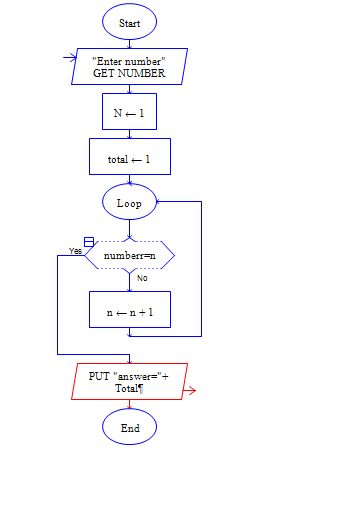 Start
"Enter number"
GET NUMBER
N ← 1
total ← 1
Loop
Yes
numberr=n
No
n ← n + 1
PUT "answer="+
Total¶
End